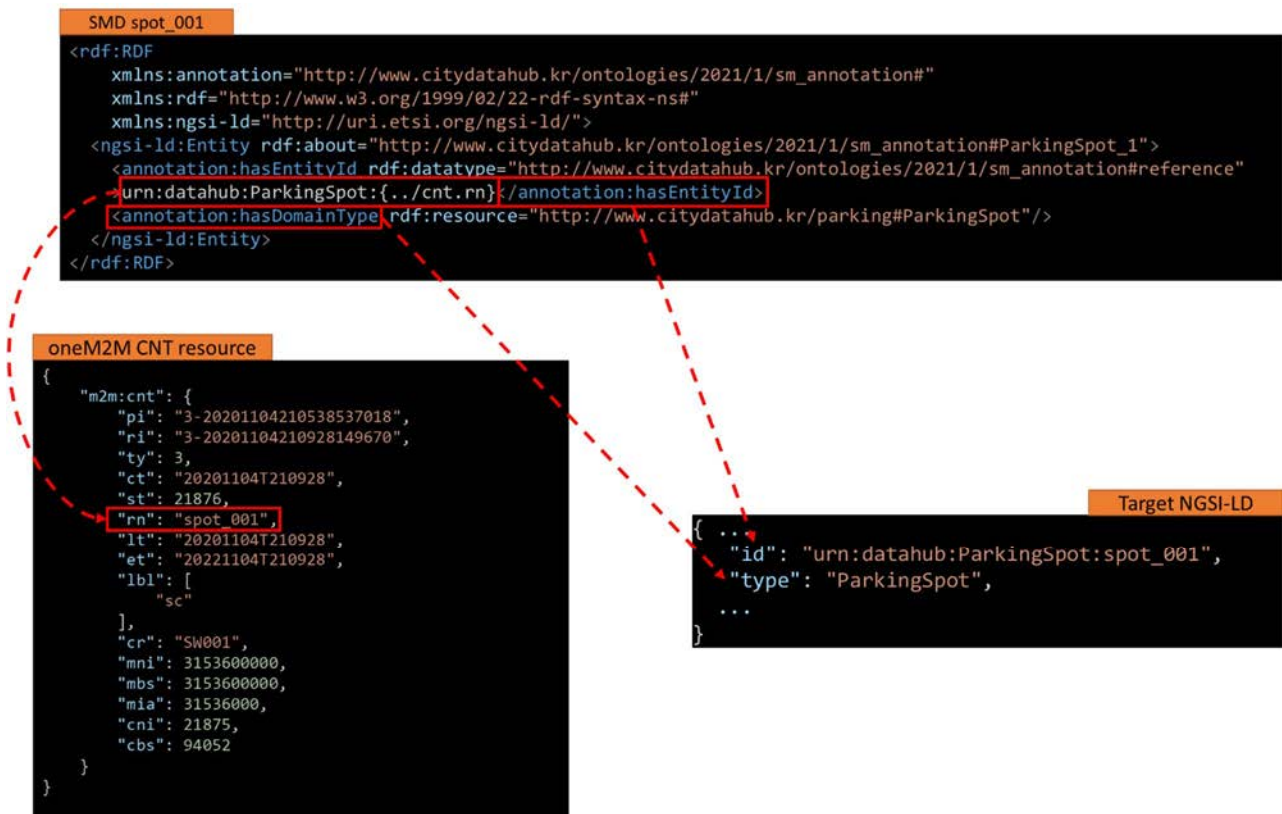 SMD spot_001
<rdf:RDF
xmlns:annotation="http://www.citydatahub.kr/ontologies/2021/1/sm_annotation#"
xmlns:rdf="http://www.w3.org/1999/02/22-rdf-syntax-ns#"
xmlns:ngsi-ld="http://uri.etsi.org/ngsi-ld/">
<ngsi-ld:Entity rdf:about="http://www.citydatahub.kr/ontologies/2021/1/sm_annotation#ParkingSpot_1">
<annotation:hasEntityId rdf:datatype="http://www.citydatahub.kr/ontologies/2021/1/sm_annotation#reference"
urn:datahub:ParkingSpot:{../cnt.rn}</annotation:hasEntityId>
<annotation:hasDomainType rdf:resource="http://www.citydatahub.kr/parking#ParkingSpot"/>
</ngsi-ld:Entity>
</rdf:RDF>
oneM2M CNT resource
{
"m2m:cnt": {
"pi": "3-20201104210538537018",
"ri": "3-20201104210928149670",
"ty": 3,
"ct": "20201104T210928",
"st": 21876,
"rn": "spot_001",
"lt": "20201104T210928",
"et": "20221104T210928",
"lbl": [
"sc"
],
"cr": "SW001",
"mni": 3153600000,
"mbs": 3153600000,
"mia": 31536000,
"cni": 21875,
"cbs": 94052
}
}
Target NGSI-LD
{ ...
"id": "urn:datahub:ParkingSpot:spot_001",
"type": "ParkingSpot",
...
}